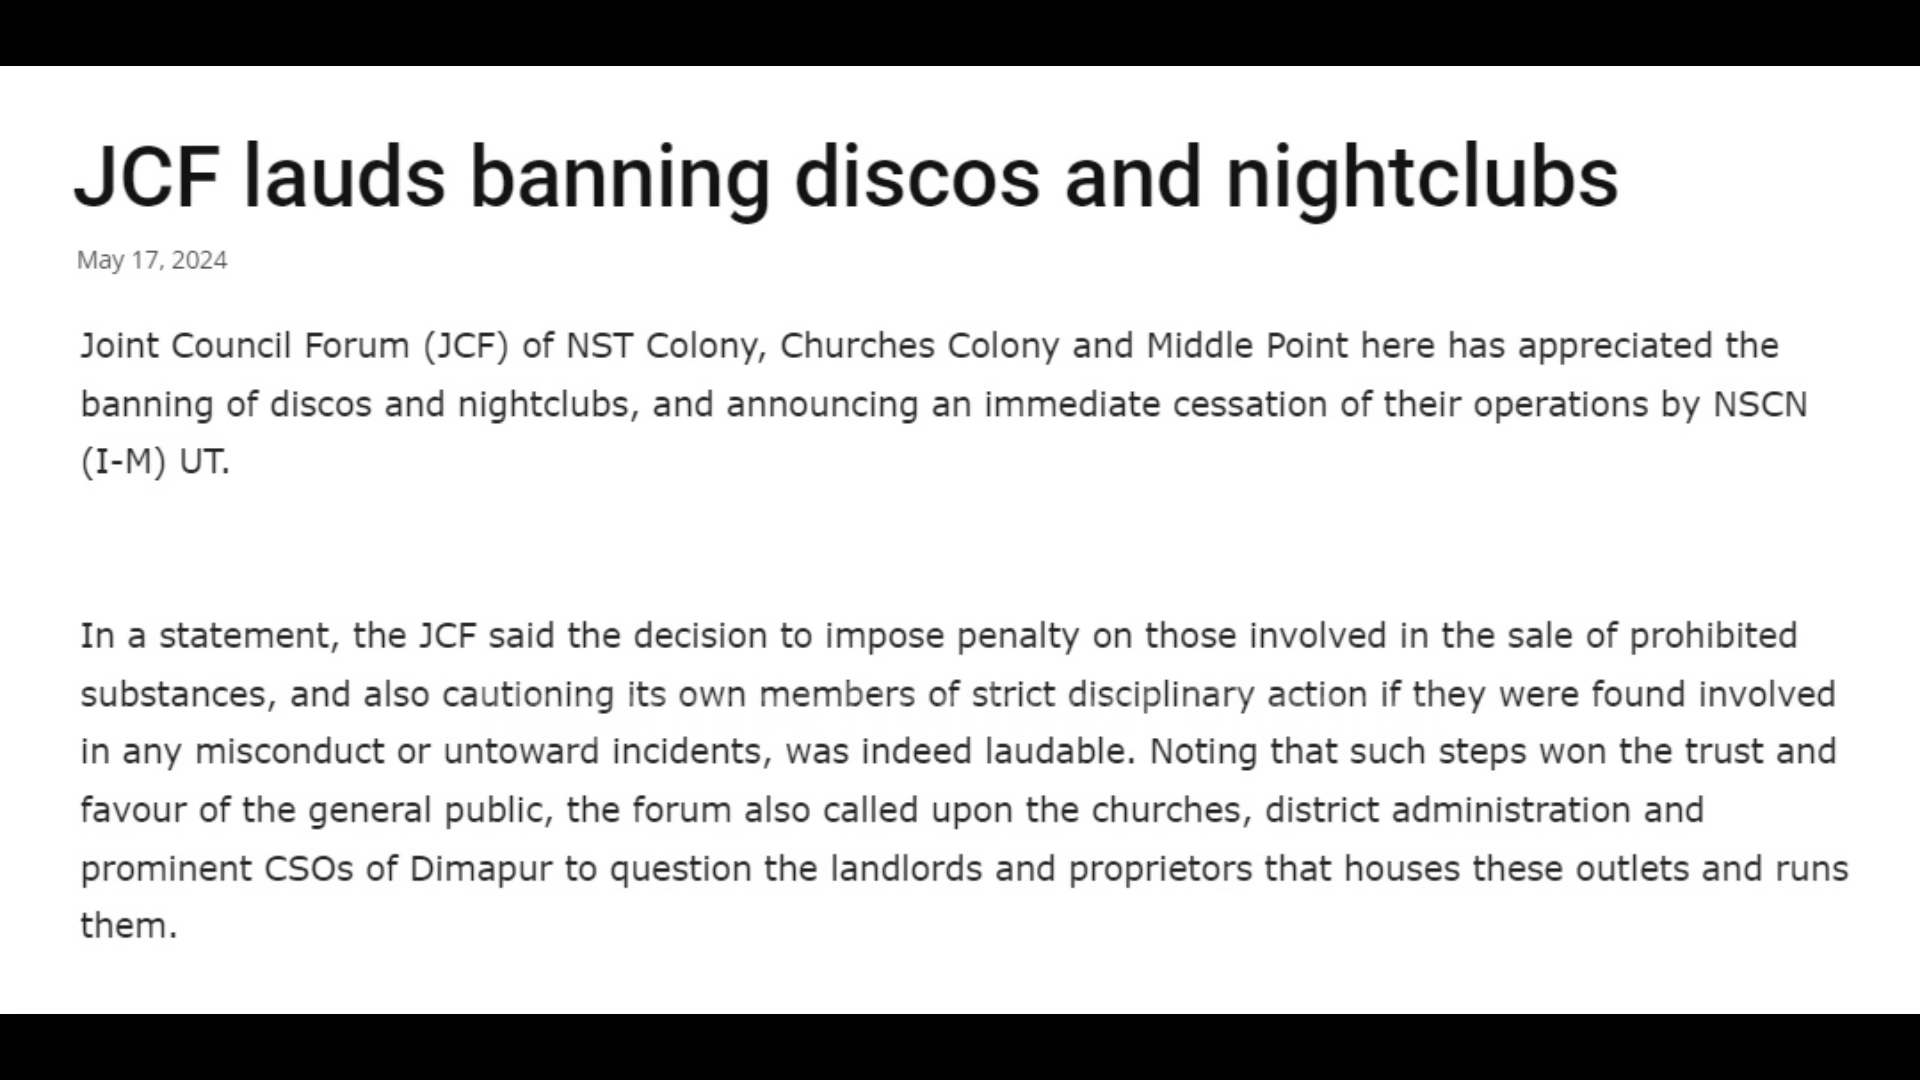 JCF lauds banning discos and nightclubs
May 17, 2024
Joint Council Forum (JCF) of NST Colony, Churches Colony and Middle Point here has appreciated the
banning of discos and nightclubs, and announcing an immediate cessation of their operations by NSCN
(I-M) UT.
In a statement, the JCF said the decision to impose penalty on those involved in the sale of prohibited
substances, and also cautioning its own members of strict disciplinary action if they were found involved
in any misconduct or untoward incidents, was indeed laudable. Noting that such steps won the trust and
favour of the general public, the forum also called upon the churches, district administration and
prominent CSOs of Dimapur to question the landlords and proprietors that houses these outlets and runs
them.